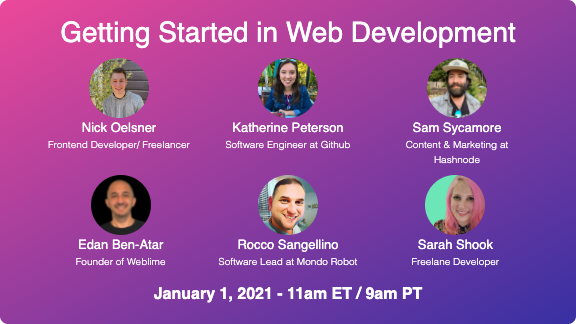 Getting Started in Web Development
Nick Oelsner
Frontend Developer/ Freelancer
Katherine Peterson
Software Engineer at Github
Sam Sycamore
Content & Marketing at
Hashnode
Edan Ben-Atar
Founder of Weblime
Rocco Sangellino
Software Lead at Mondo Robot
Sarah Shook
Freelane Developer
January 1, 2021 - 11am ET / 9am PT